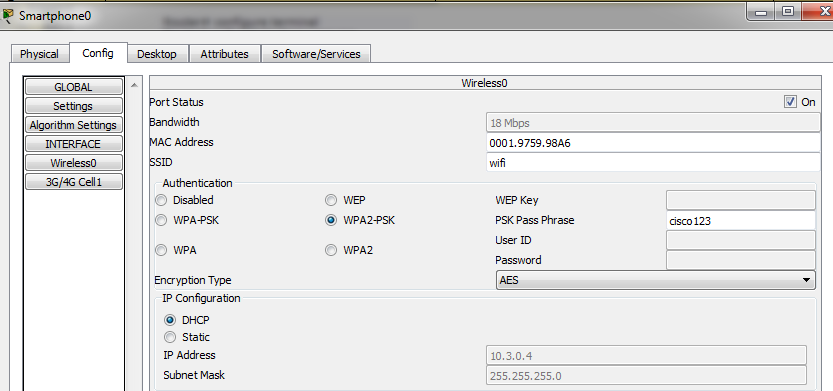 Smartphone0
Physical Config Desktop Attributes Software/Services
GLOBAL
Settings
Algorithm Settings
INTERFACE
Wireless0
3G/4G Cell1
Wireless0
Port Status On
Bandwidth 18 Mbps
MAC Address 0001.9759.98A6
SSID wifi
Authentication
Disabled WEP WEP Key
WPA-PSK WPA2-PSK PSK Pass Phrase cisco123
User ID
WPA WPA2
Password
Encryption Type AES
IP Configuration
DHCP
Static
IP Address 10.3.0.4
Subnet Mask 255.255.255.0